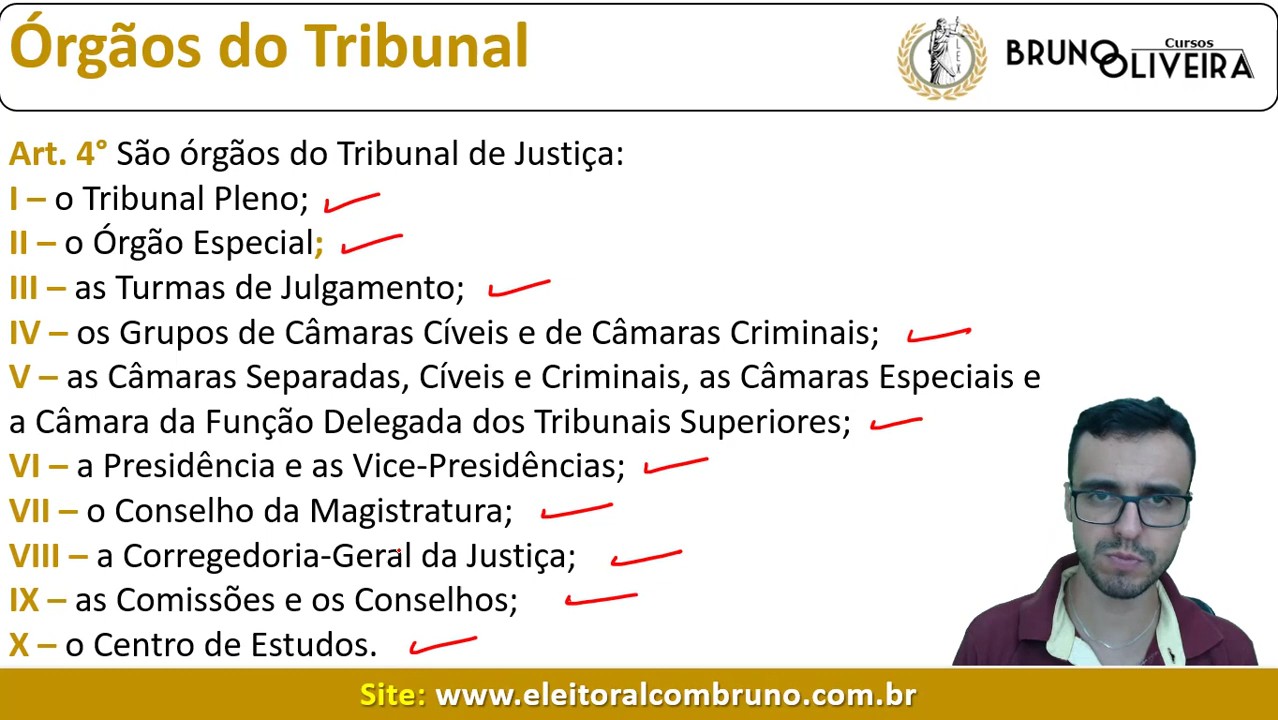 Órgãos do Tribunal
LEX
Cursos
BRUNO
OLIVEIRA
Art. 4° São órgãos do Tribunal de Justiça:
I – o Tribunal Pleno;
II – o Órgão Especial;
III – as Turmas de Julgamento;
IV – os Grupos de Câmaras Cíveis e de Câmaras Criminais;
V – as Câmaras Separadas, Cíveis e Criminais, as Câmaras Especiais e
a Câmara da Função Delegada dos Tribunais Superiores;
VI – a Presidência e as Vice-Presidências;
VII – o Conselho da Magistratura;
VIII – a Corregedoria-Geral da Justiça;
IX – as Comissões e os Conselhos;
X – o Centro de Estudos.
Site: www.eleitoralcombruno.com.br